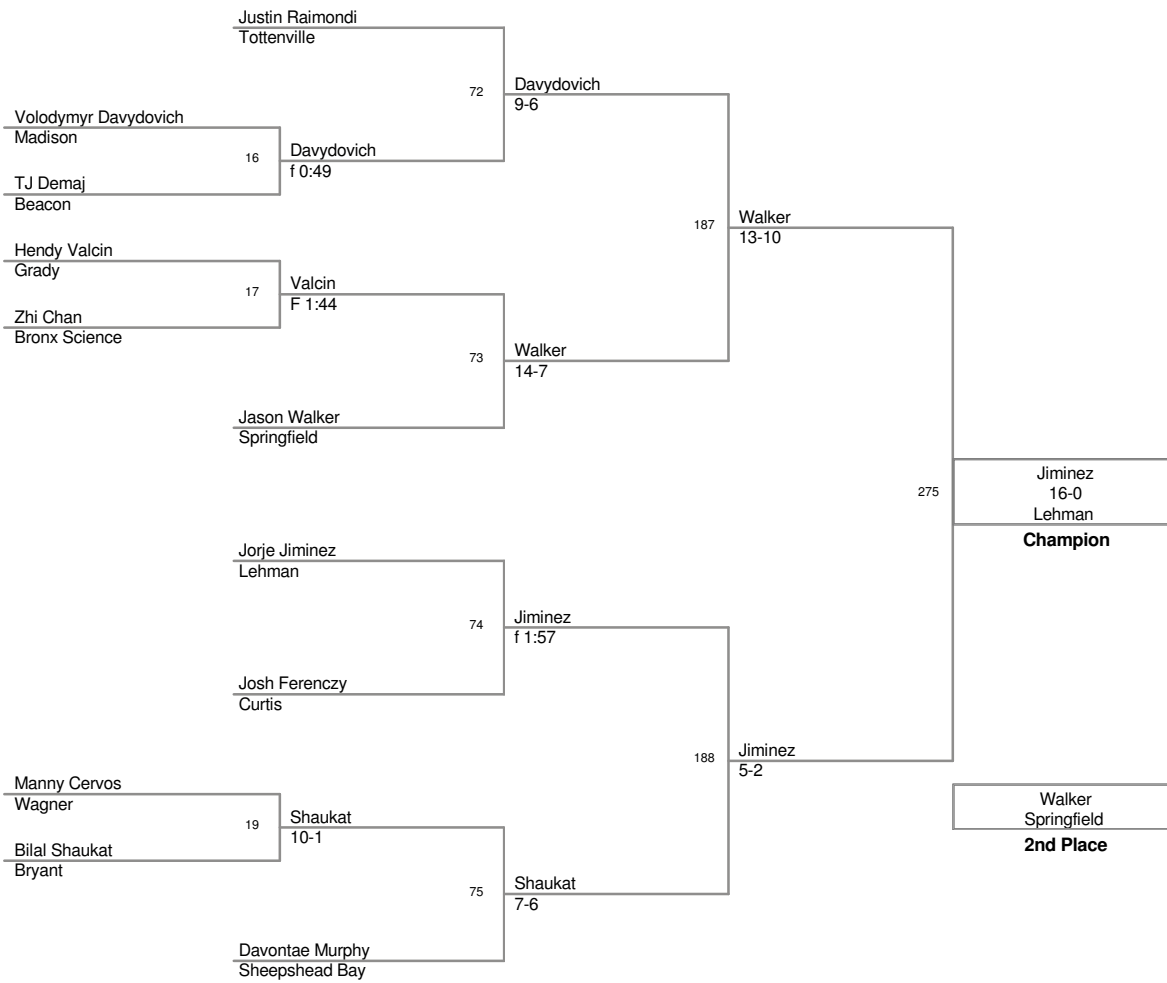 Justin Raimondi
Tottenville
72
Davydovich
9-6
Volodymyr Davydovich
Madison
16
Davydovich
f 0:49
TJ Demaj
Beacon
187
Walker
13-10
Hendy Valcin
Grady
17
Valcin
F 1:44
Zhi Chan
Bronx Science
73
Walker
14-7
Jason Walker
Springfield
275
Jiminez
16-0
Lehman
Champion
Jorje Jiminez
Lehman
74
Jiminez
f 1:57
Josh Ferenczy
Curtis
188
Jiminez
5-2
Manny Cervos
Wagner
19
Shaukat
10-1
Bilal Shaukat
Bryant
75
Shaukat
7-6
Davontae Murphy
Sheepshead Bay
Walker
Springfield
2nd Place